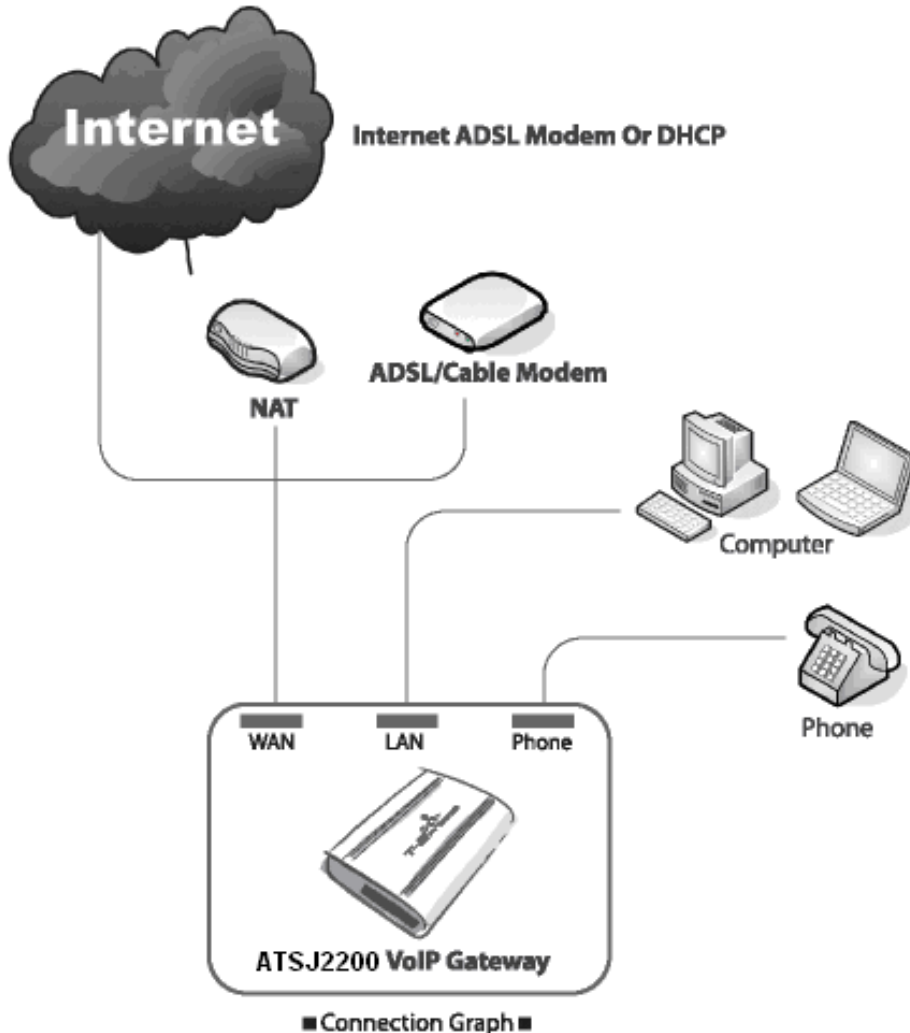 Internet
Internet ADSL Modem Or DHCP
ADSL/Cable Modem
NAT
Computer
Phone
WAN LAN Phone
ATSJ2200 VoIP Gateway
■Connection Graph■